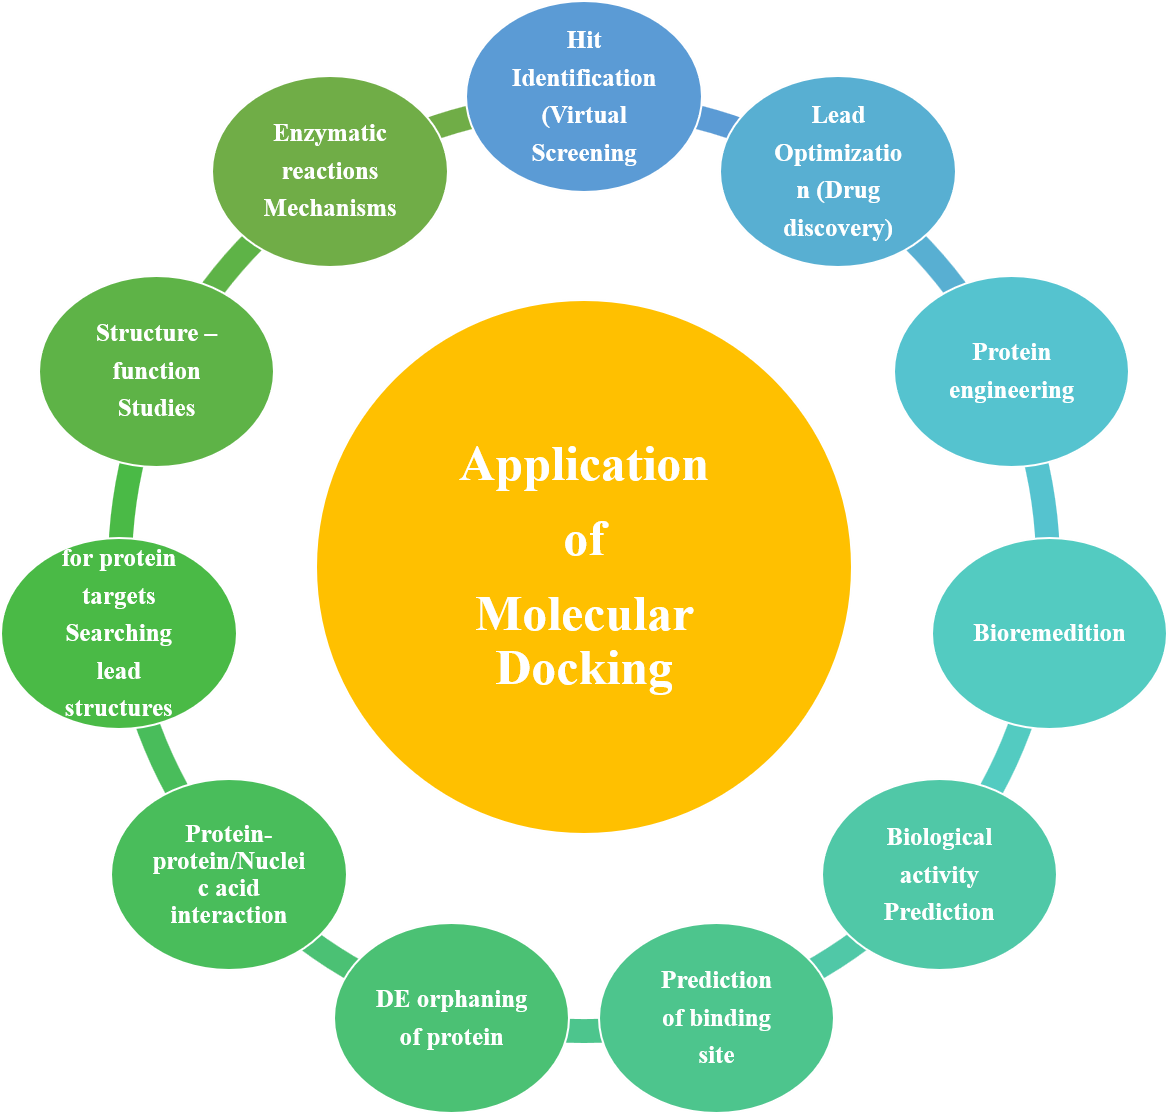 Hit
Identification
(Virtual
Screening
Lead
Optimizatio
n (Drug
discovery)
Protein
engineering
Bioremedition
Biological
activity
Prediction
Prediction
of binding
site
DE orphaning
of protein
Protein-
protein/Nuclei
c acid
interaction
for protein
targets
Searching
lead
structures
Structure –
function
Studies
Enzymatic
reactions
Mechanisms
Application
of
Molecular
Docking